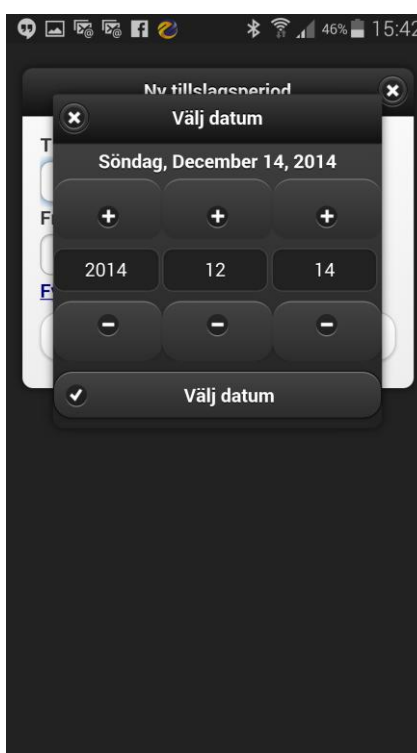 46% 15:42
Ny tillslagsperiod
Välj datum
T
Söndag, December 14, 2014
F
2014 12 14
F
Välj datum